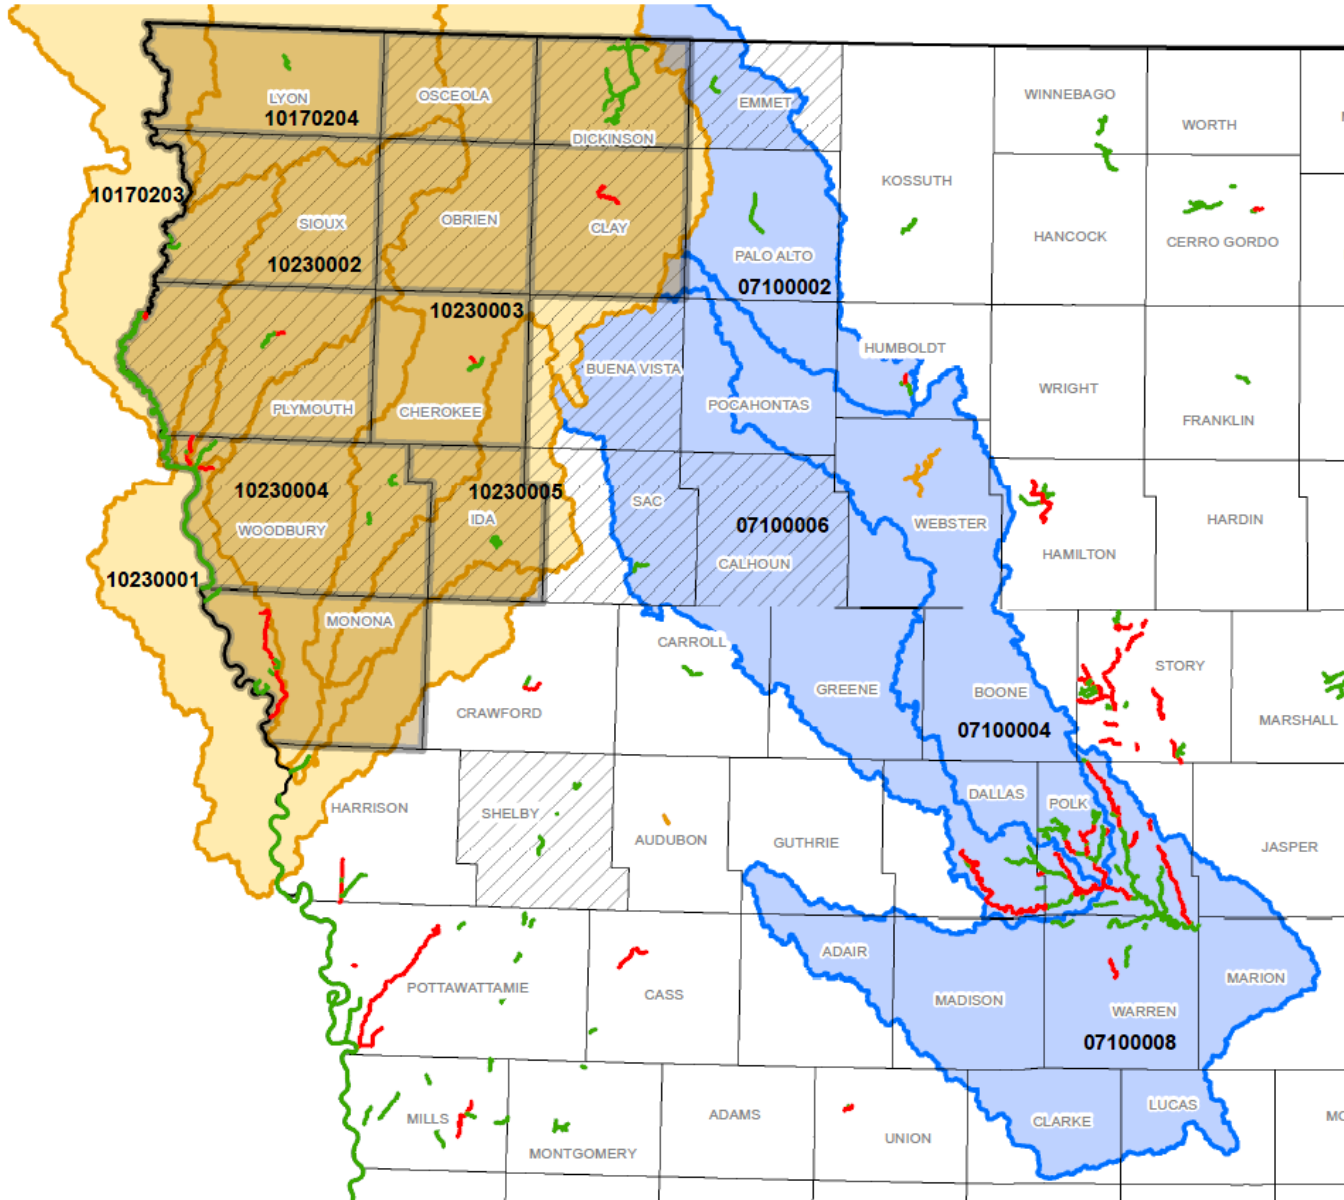 WINNEBAGO
LYON
OSCEOLA
EMMET
10170204
WORTH
DICKINSON
KOSSUTH
10170203
SIOUX
OBRIEN
CLAY
HANCOCK
CERRO GORDO
PALO ALTO
10230002
07100002
10230003
HUMBOLDT
BUENA VISTA
WRIGHT
PLYMOUTH
CHEROKEE
POCAHONTAS
FRANKLIN
10230004
10230005
SAC
IDA
WOODBURY
07100006
WEBSTER
HARDIN
HAMILTON
CALHOUN
10230001
MONONA
CARROLL
STORY
GREENE
BOONE
CRAWFORD
MARSHALL
07100004
DALLAS
POLK
HARRISON
SHELBY
AUDUBON
GUTHRIE
JASPER
ADAIR
MARION
POTTAWATTAMIE
CASS
MADISON
WARREN
07100008
LUCAS
MILLS
ADAMS
CLARKE
MO
UNION
MONTGOMERY